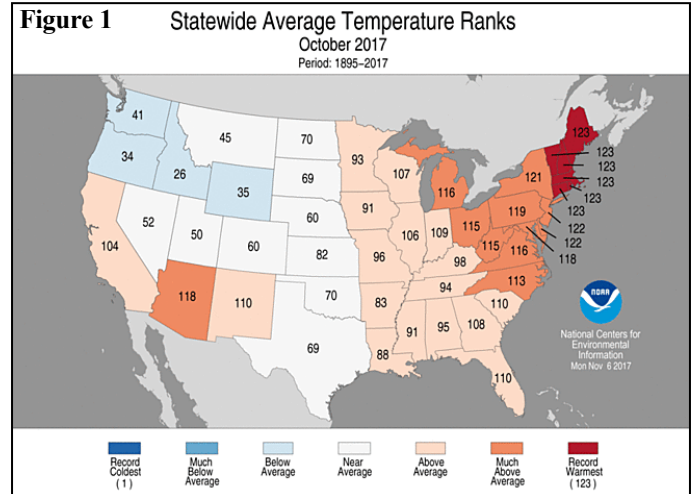 Figure 1
Statewide Average Temperature Ranks
October 2017
Period: 1895–2017
41
45
70
93
123
34
26
35
69
107
116
121
123
123
123
123
123
52
50
60
60
91
106
109
115
119
122
122
118
104
82
96
98
115
116
118
110
70
83
94
113
69
88
91
95
108
110
110
NOAA
National Centers for
Environmental
Information
Mon Nov 6 2017
Record
Coldest
(1)
Much
Below
Average
Below
Average
Near
Average
Above
Average
Much
Above
Average
Record
Warmest
(123)